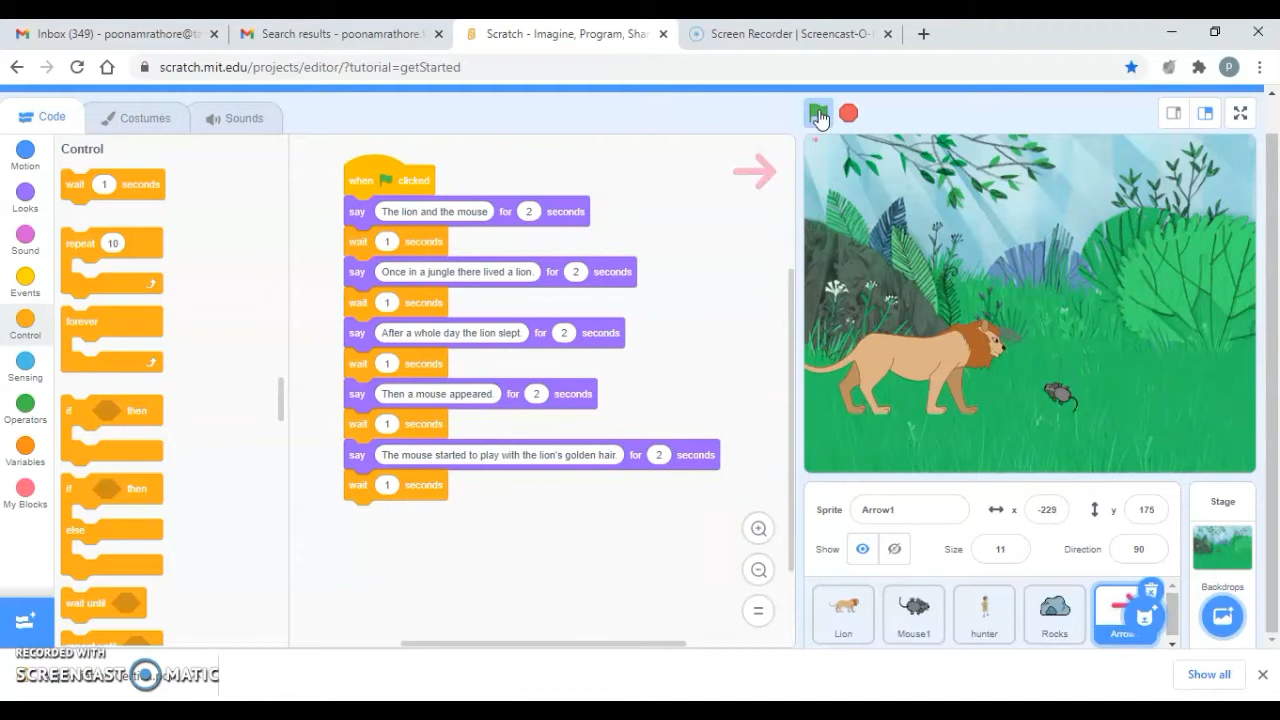 Inbox (349) - poonamrathore@ta
Search results - poonamrathore.
Scratch - Imagine, Program, Sha
Screen Recorder | Screencast-O-
scratch.mit.edu/projects/editor/?tutorial=getStarted
P
Code
Costumes
Sounds
Motion
Looks
Sound
Events
Control
Sensing
Operators
Variables
My Blocks
Control
wait 1 seconds
repeat 10
forever
if then
if then
else
wait until
when clicked
say The lion and the mouse for 2 seconds
wait 1 seconds
say Once in a jungle there lived a lion. for 2 seconds
wait 1 seconds
say After a whole day the lion slept. for 2 seconds
wait 1 seconds
say Then a mouse appeared. for 2 seconds
wait 1 seconds
say The mouse started to play with the lion's golden hair. for 2 seconds
wait 1 seconds
Sprite Arrow1 x -229 y 175
Show Size 11 Direction 90
Stage
Backdrops
Lion
Mouse1
hunter
Rocks
Arrow
RECORDED WITH
SCREENCAST MATIC
Show all